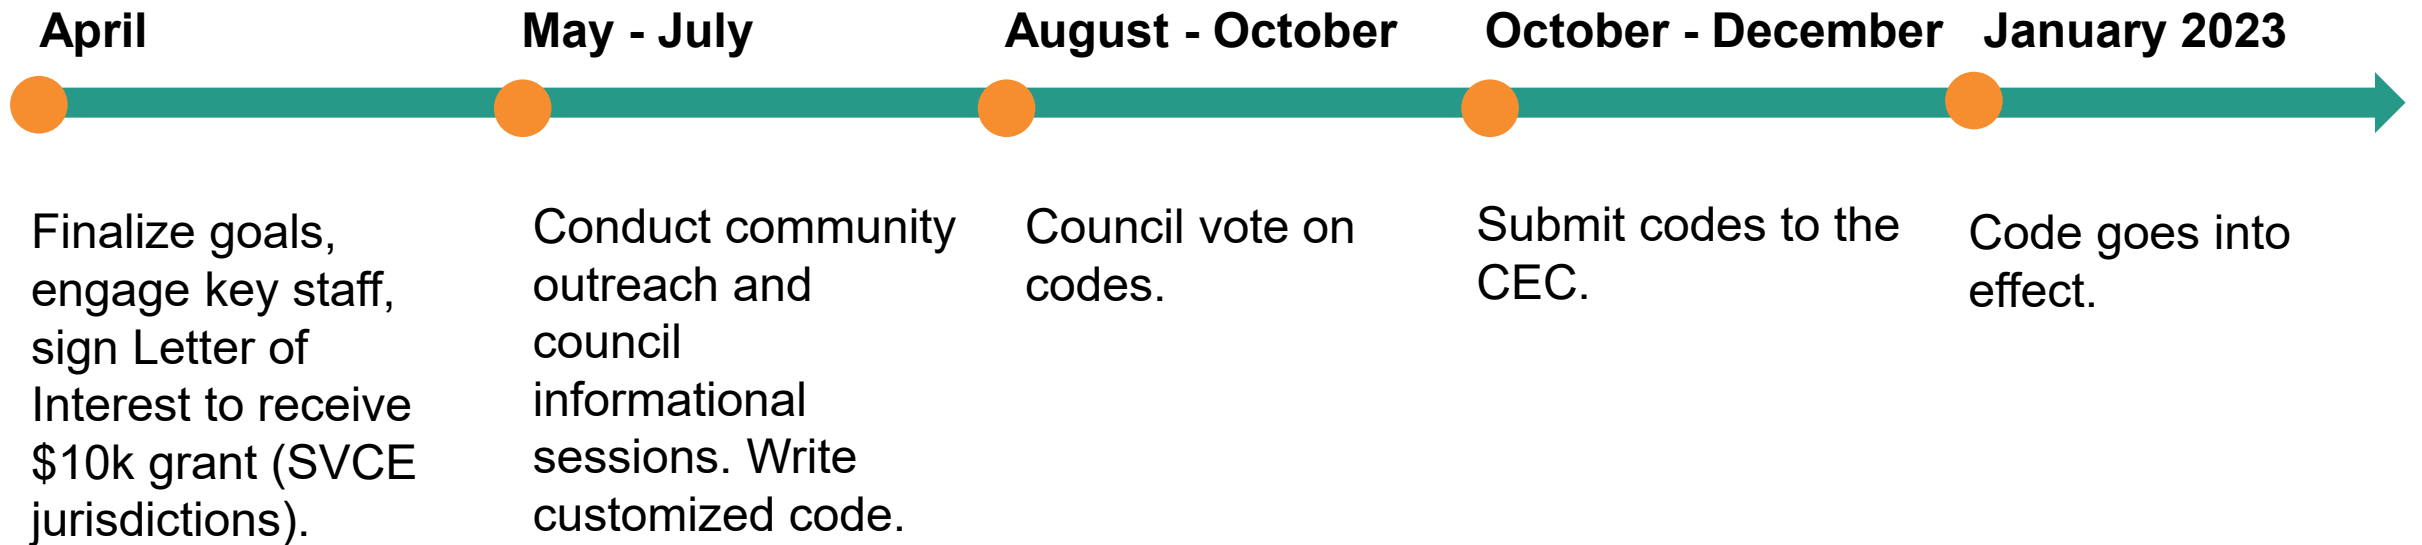 April
Finalize goals,
engage key staff,
sign Letter of
Interest to receive
$10k grant (SVCE
jurisdictions).
May - July
Conduct community
outreach and
council
informational
sessions. Write
customized code.
August - October
Council vote on
codes.
October - December
Submit codes to the
CEC.
January 2023
Code goes into
effect.